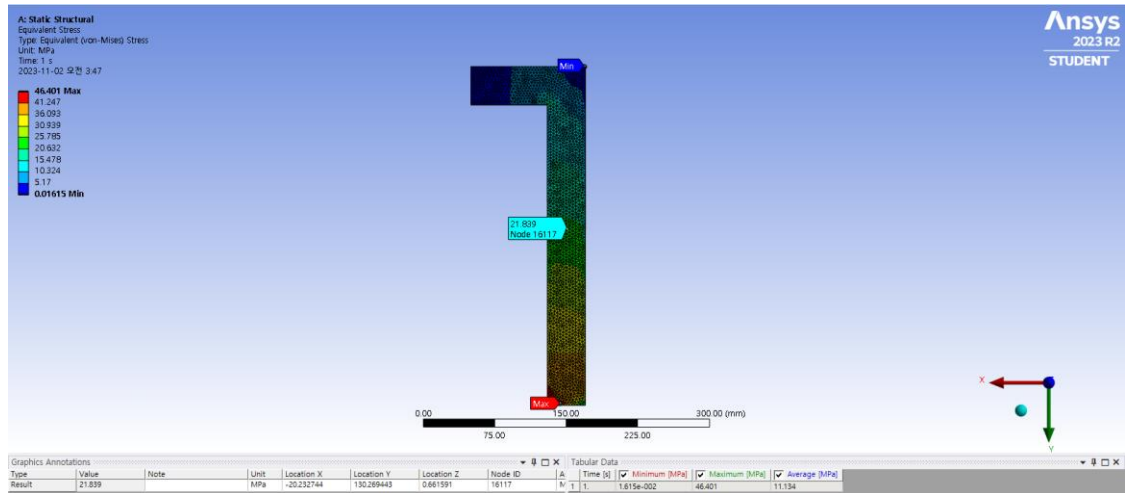 A: Static Structural
Equivalent Stress
Type: Equivalent (von-Mises) Stress
Unit: MPa
Time: 1 s
2023-11-02 오전 3:47
46.401 Max
41.247
36.093
30.939
25.785
20.632
15.478
10.324
5.17
0.01615 Min
Ansys
2023 R2
STUDENT
Min
21.839
Node 16117
Max
0.00 150.00 300.00 (mm)
75.00 225.00
X
Y
Graphics Annotations
Type Value Note Unit Location X Location Y Location Z Node ID A
Result 21.839 MPa -20.232744 130.269443 0.661591 16117
Tabular Data
Time [s] Minimum [MPa] Maximum [MPa] Average [MPa]
1 1. 1.615e-002 46.401 11.134